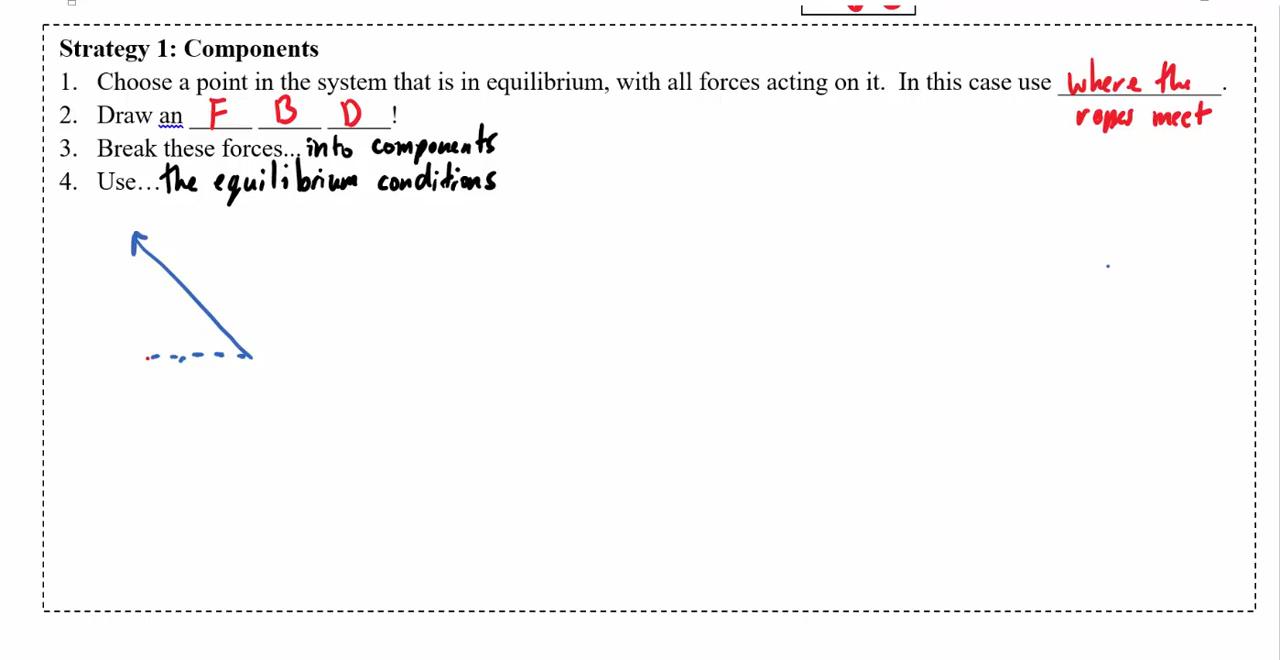 Strategy 1: Components
1. Choose a point in the system that is in equilibrium, with all forces acting on it. In this case use where the.
ropes meet
2. Draw an F B D!
3. Break these forces... into components
4. Use…the equilibrium conditions